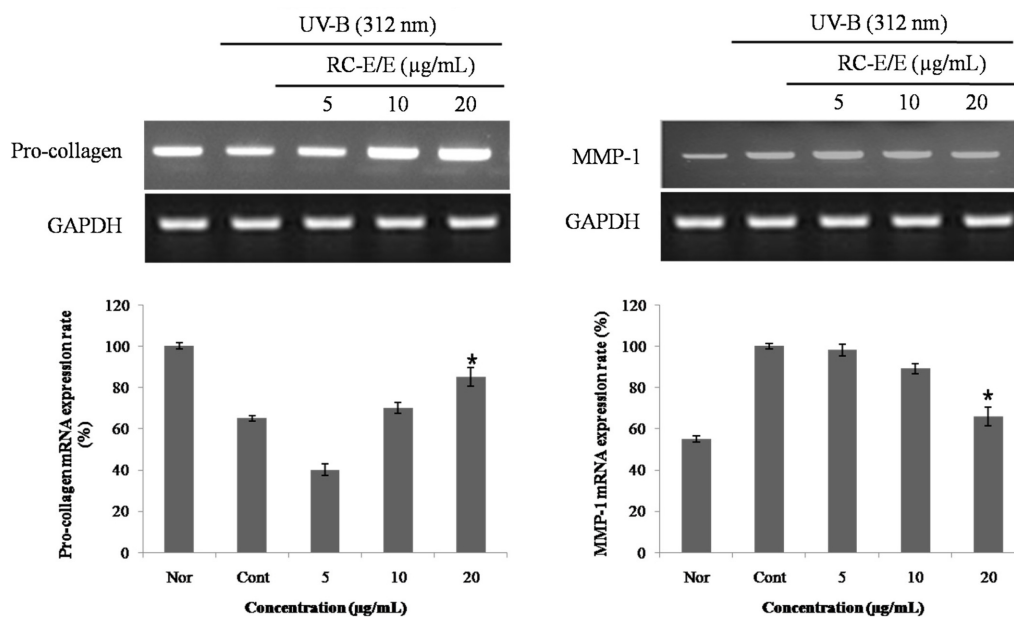 UV-B (312 nm)
RC-E/E (µg/mL)
5 10 20
Pro-collagen
GAPDH
120
100
80
60
40
20
0
Pro-collagen mRNA expression rate
(%)
*
Nor Cont 5 10 20
Concentration (µg/mL)
UV-B (312 nm)
RC-E/E (µg/mL)
5 10 20
MMP-1
GAPDH
120
100
80
60
40
20
0
MMP-1 mRNA expression rate (%)
*
Nor Cont 5 10 20
Concentration (µg/mL)